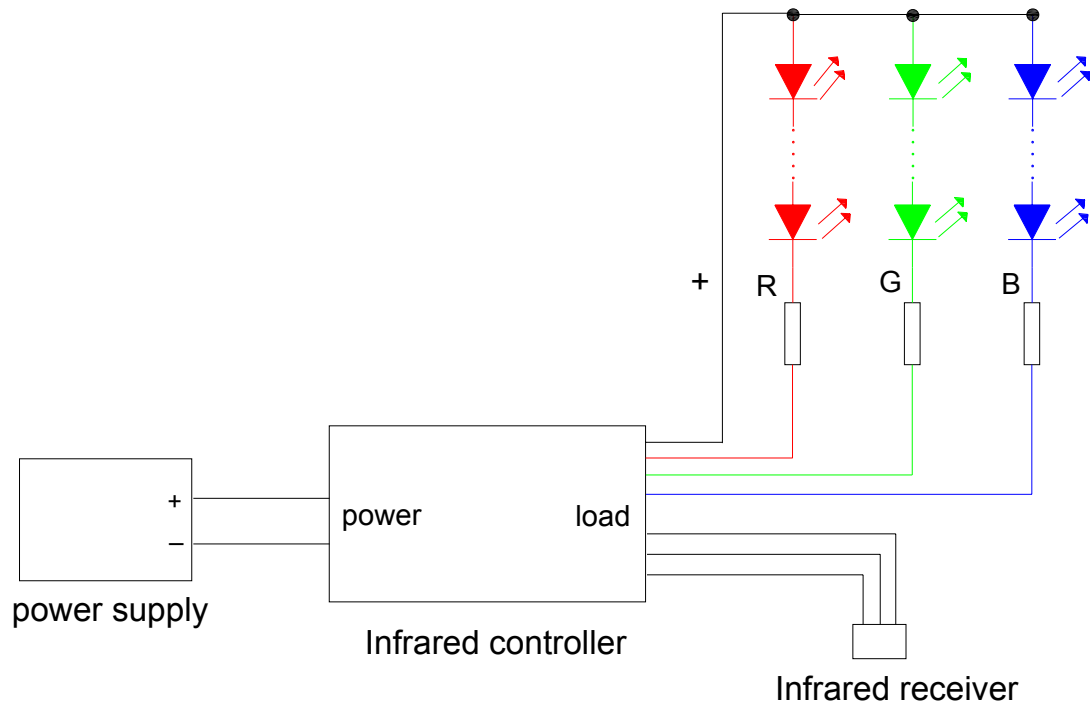 +
R
G
B
+
−
power
load
power supply
Infrared controller
Infrared receiver